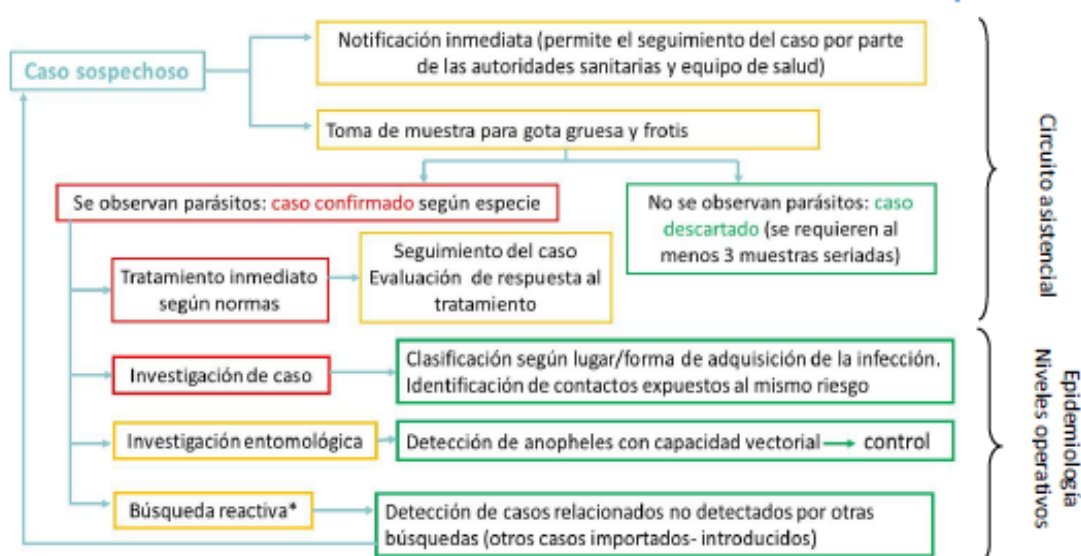 Caso sospechoso
Notificación inmediata (permite el seguimiento del caso por parte
de las autoridades sanitarias y equipo de salud)
Toma de muestra para gota gruesa y frotis
Se observan parásitos: caso confirmado según especie
No se observan parásitos: caso
descartado (se requieren al
menos 3 muestras seriadas)
Tratamiento inmediato
según normas
Seguimiento del caso
Evaluación de respuesta al
tratamiento
Circuito asistencial
Investigación de caso
Clasificación según lugar/forma de adquisición de la infección.
Identificación de contactos expuestos al mismo riesgo
Investigación entomológica
Detección de anopheles con capacidad vectorial → control
Búsqueda reactiva*
Detección de casos relacionados no detectados por otras
búsquedas (otros casos importados- introducidos)
Epidemiología
Niveles operativos